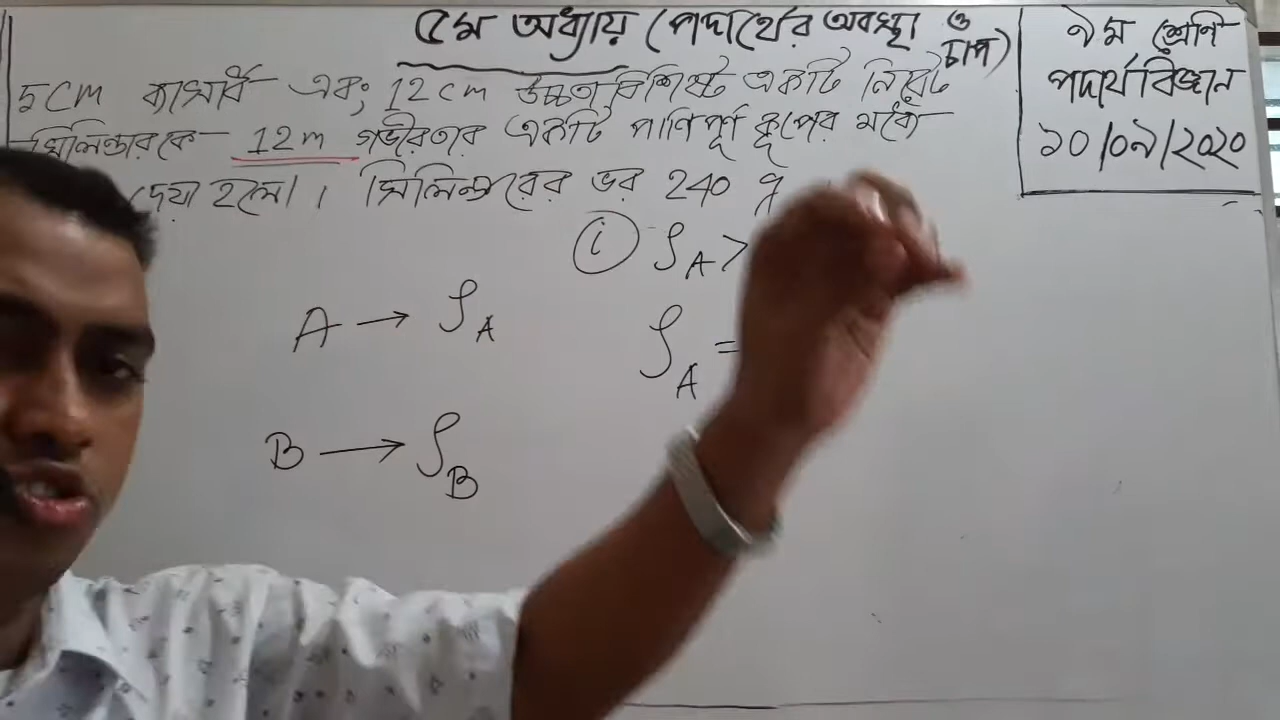 ৫ম অধ্যায় (পদার্থের অবস্থা ও চাপ)
৯ম শ্রেণি
পদার্থবিজ্ঞান
১০/০৯/২০২০
5cm ব্যাসার্ধ এবং 12cm উচ্চতা বিশিষ্ট একটি নিরেট
সিলিন্ডারকে 12m গভীরতার একটি পানিপূর্ণ কূপের মধ্যে
দেয়া হলো। সিলিন্ডারের ভর 240 g
i ρA >
A → ρA
ρA =
B → ρB